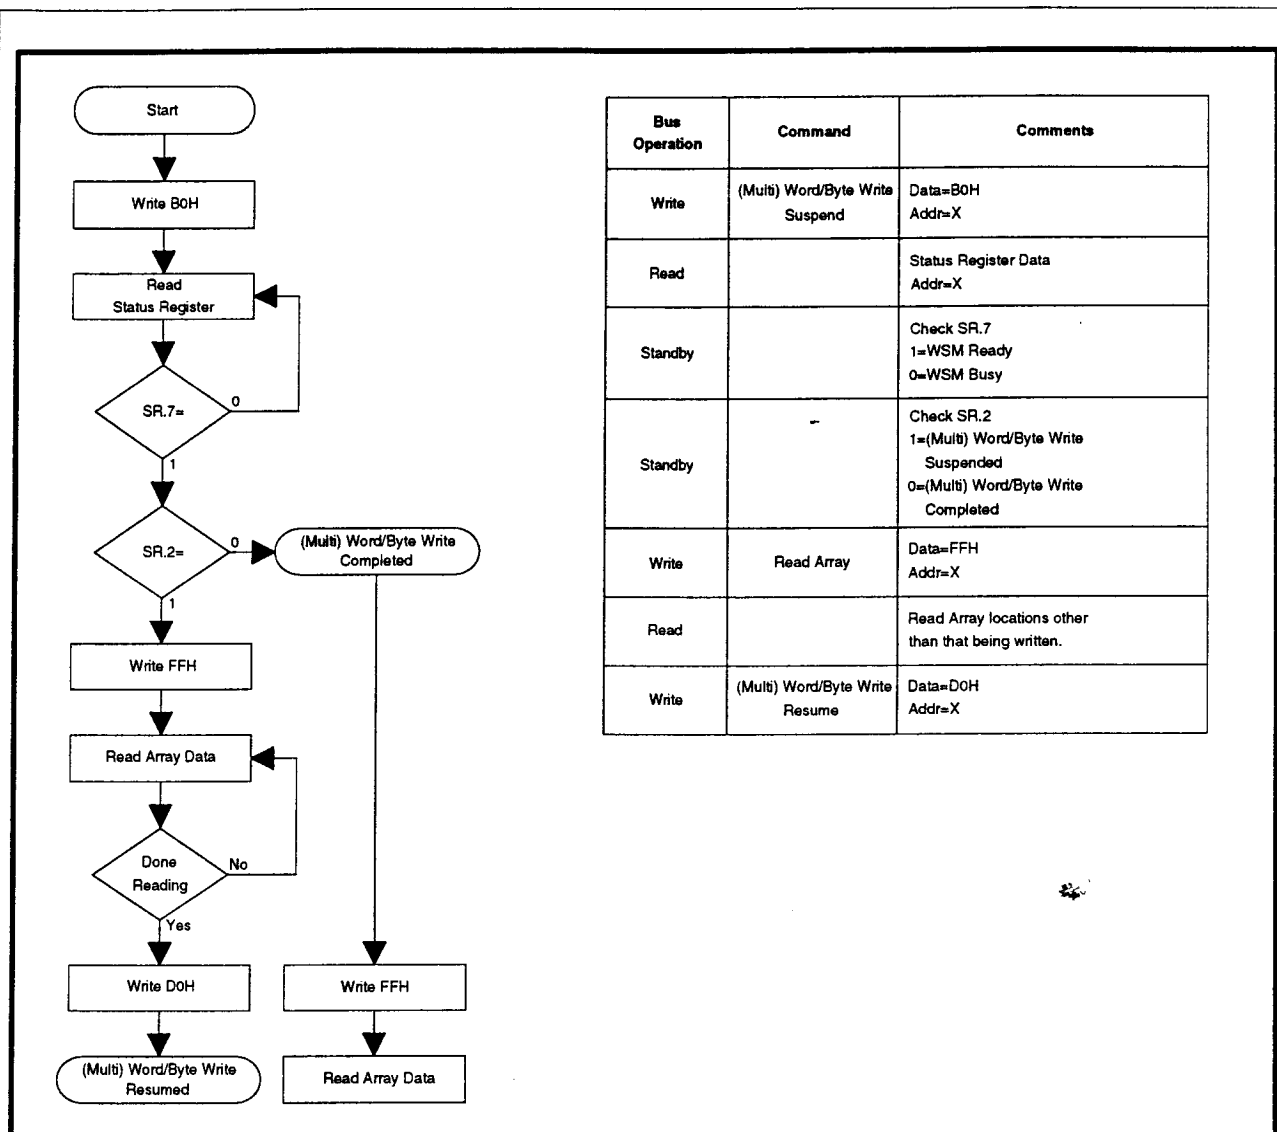 Start
Write B0H
Read
Status Register
SR.7=
0
1
SR.2=
0
(Multi) Word/Byte Write
Completed
1
Write FFH
Read Array Data
Done
Reading
No
Yes
Write D0H
Write FFH
(Multi) Word/Byte Write
Resumed
Read Array Data
Bus
Operation
Command
Comments
Write
(Multi) Word/Byte Write
Suspend
Data=B0H
Addr=X
Read
Status Register Data
Addr=X
Standby
Check SR.7
1=WSM Ready
0=WSM Busy
Standby
Check SR.2
1=(Multi) Word/Byte Write
Suspended
0=(Multi) Word/Byte Write
Completed
Write
Read Array
Data=FFH
Addr=X
Read
Read Array locations other
than that being written.
Write
(Multi) Word/Byte Write
Resume
Data=D0H
Addr=X